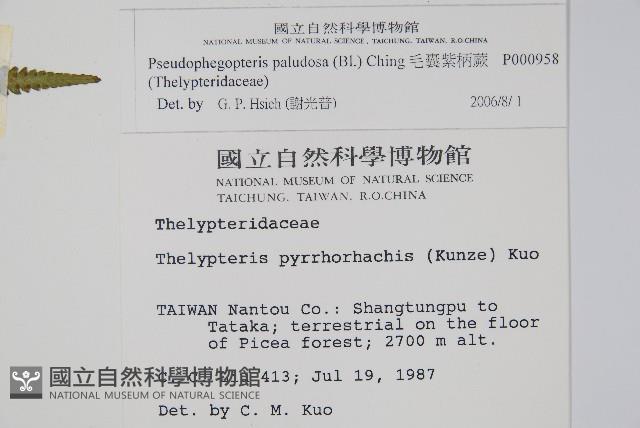 國立自然科學博物館
NATIONAL MUSEUM OF NATURAL SCIENCE, TAICHUNG, TAIWAN, R.O.CHINA
Pseudophegopteris paludosa (Bl.) Ching 毛囊紫柄蕨 P000958
(Thelypteridaceae)
Det. by G. P. Hsieh (謝光普) 2006/8/1
國立自然科學博物館
NATIONAL MUSEUM OF NATURAL SCIENCE
TAICHUNG. TAIWAN. R.O.CHINA
Thelypteridaceae
Thelypteris pyrrhorhachis (Kunze) Kuo
TAIWAN Nantou Co.: Shangtungpu to
Tataka; terrestrial on the floor
of Picea forest; 2700 m alt.
413; Jul 19, 1987
Det. by C. M. Kuo
國立自然科學博物館
NATIONAL MUSEUM OF NATURAL SCIENCE